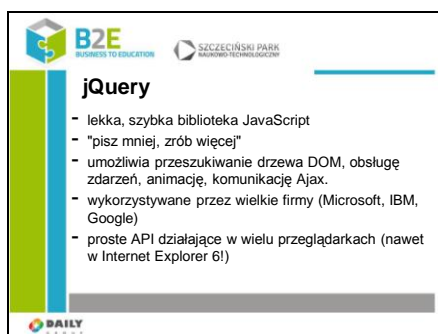 B2E
BUSINESS TO EDUCATION
SZCZECIŃSKI PARK
NAUKOWO-TECHNOLOGICZNY
jQuery
- lekka, szybka biblioteka JavaScript
- "pisz mniej, zrób więcej"
- umożliwia przeszukiwanie drzewa DOM, obsługę
zdarzeń, animację, komunikację Ajax.
- wykorzystywane przez wielkie firmy (Microsoft, IBM,
Google)
- proste API działające w wielu przeglądarkach (nawet
w Internet Explorer 6!)
DAILY